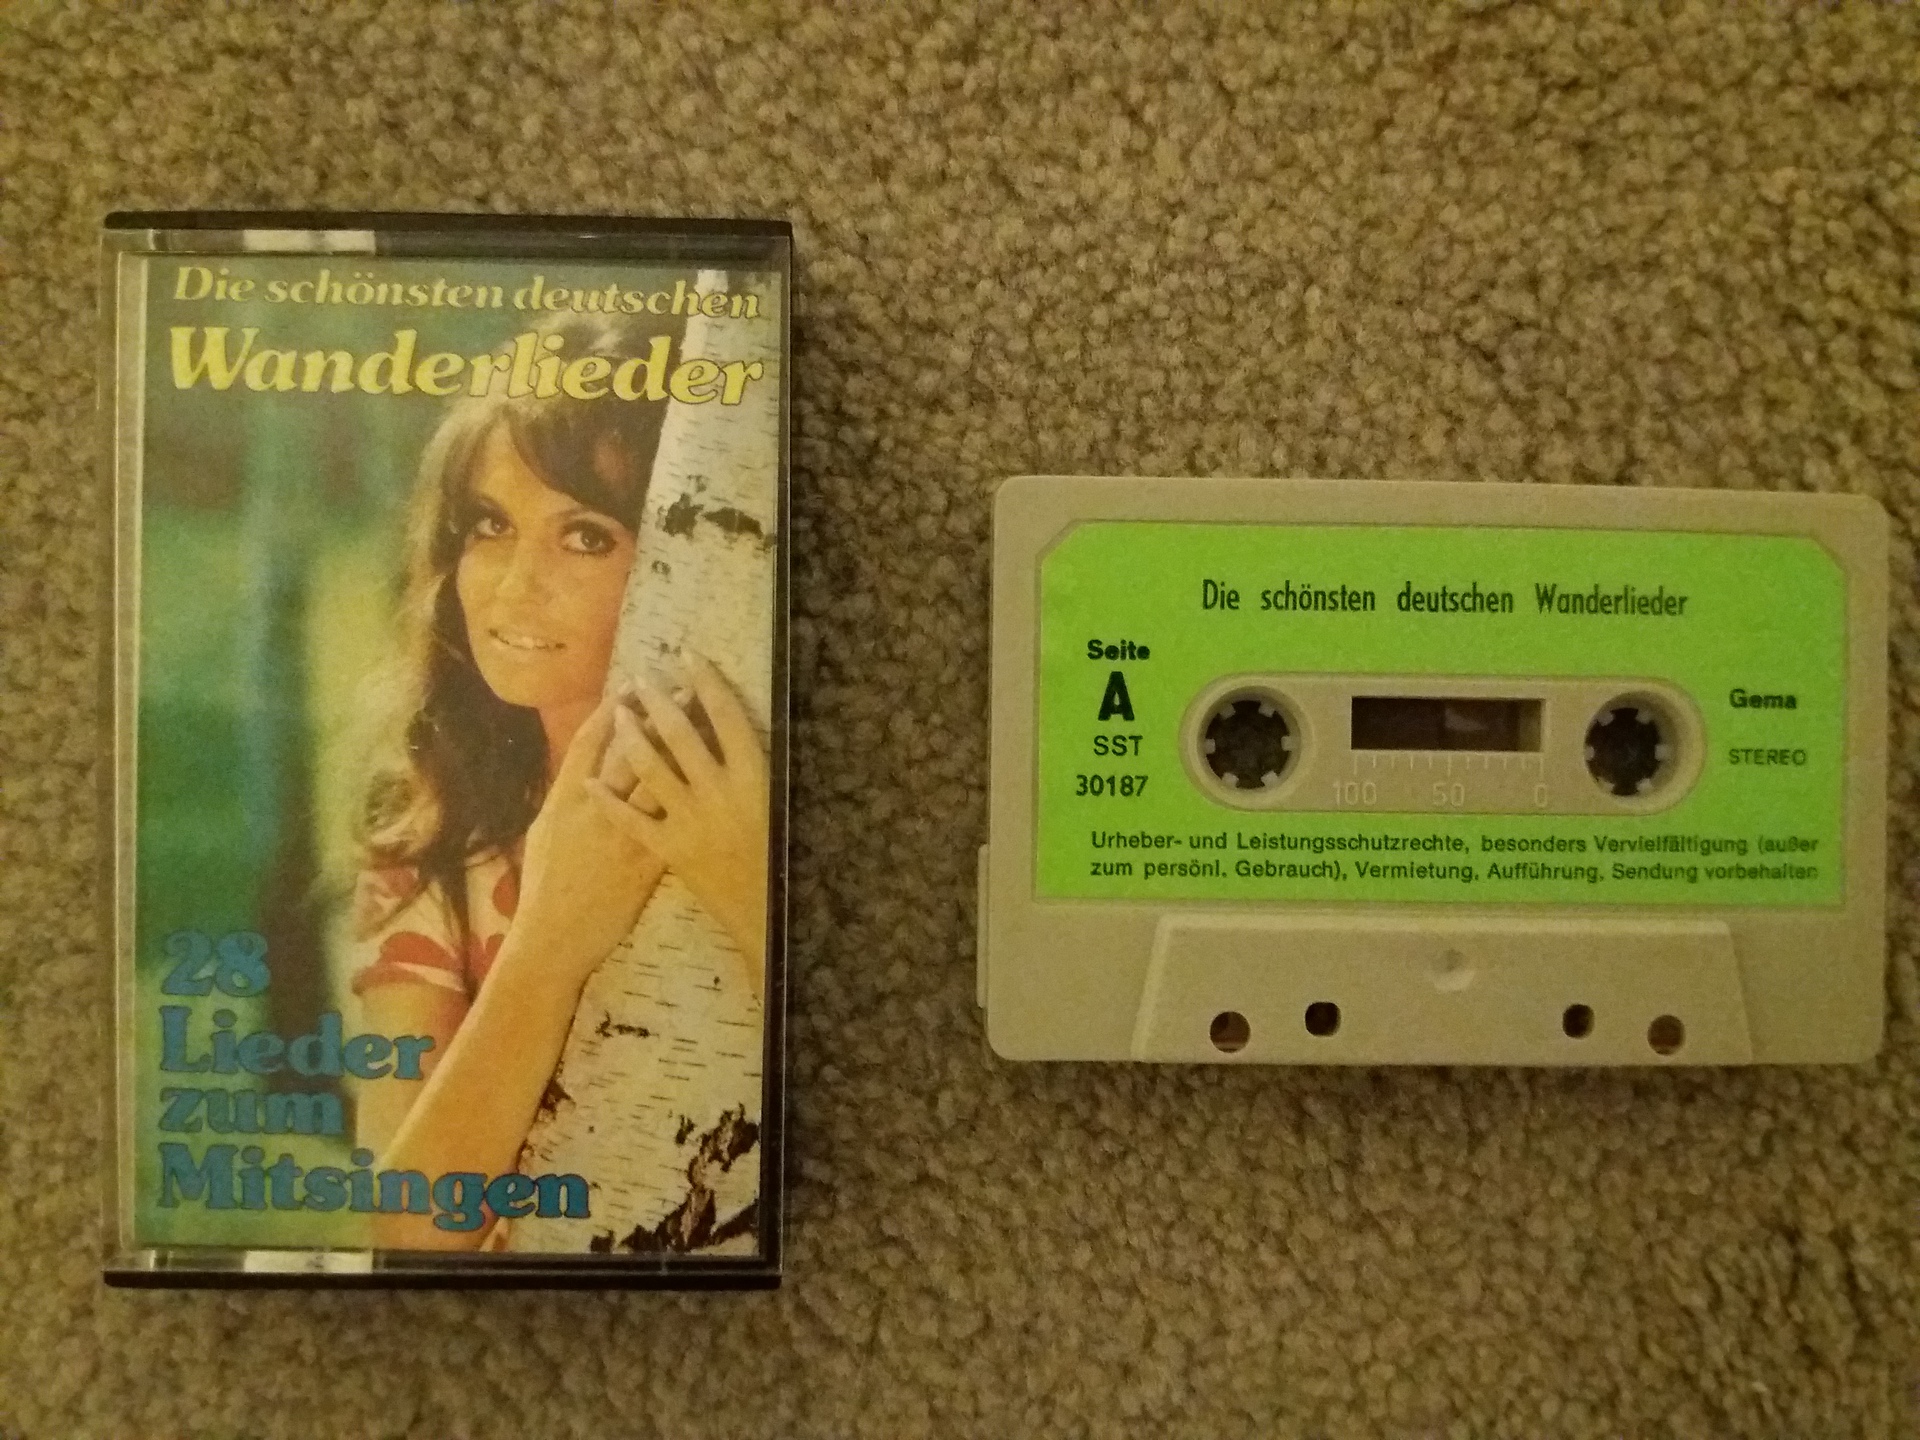 Die schönsten deutschen
Wanderlieder
28
Lieder
zum
Mitsingen
Die schönsten deutschen Wanderlieder
Seite
A
SST
30187
Gema
STEREO
100 50 0
Urheber- und Leistungsschutzrechte, besonders Vervielfältigung (außer
zum persönl. Gebrauch), Vermietung, Aufführung, Sendung vorbehalten